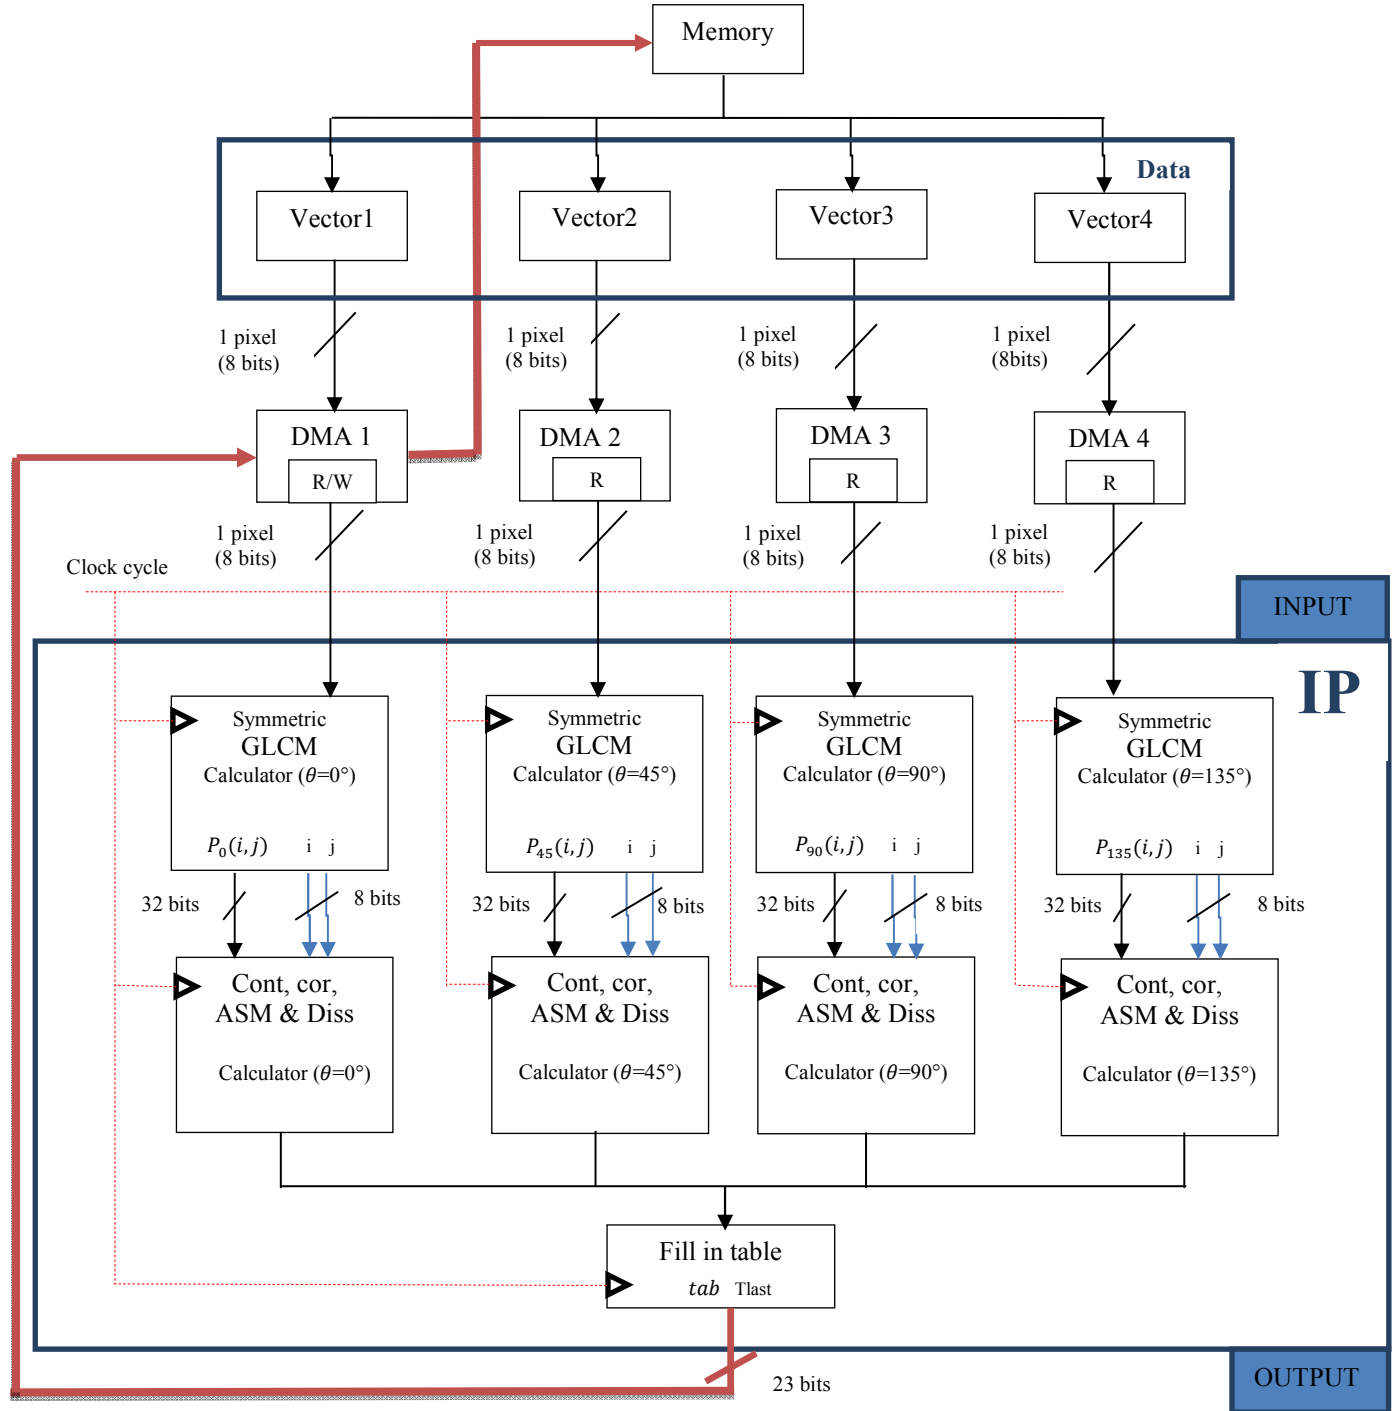 Memory
Data
Vector1
Vector2
Vector3
Vector4
1 pixel
(8 bits)
1 pixel
(8 bits)
1 pixel
(8 bits)
1 pixel
(8bits)
DMA 1
R/W
DMA 2
R
DMA 3
R
DMA 4
R
1 pixel
(8 bits)
1 pixel
(8 bits)
1 pixel
(8 bits)
1 pixel
(8 bits)
Clock cycle
INPUT
IP
Symmetric
GLCM
Calculator (θ=0°)
P₀(i,j) i j
Symmetric
GLCM
Calculator (θ=45°)
P₄₅(i,j) i j
Symmetric
GLCM
Calculator (θ=90°)
P₉₀(i,j) i j
Symmetric
GLCM
Calculator (θ=135°)
P₁₃₅(i,j) i j
32 bits
8 bits
32 bits
8 bits
32 bits
8 bits
32 bits
8 bits
Cont, cor,
ASM & Diss
Calculator (θ=0°)
Cont, cor,
ASM & Diss
Calculator (θ=45°)
Cont, cor,
ASM & Diss
Calculator (θ=90°)
Cont, cor,
ASM & Diss
Calculator (θ=135°)
Fill in table
tab Tlast
23 bits
OUTPUT